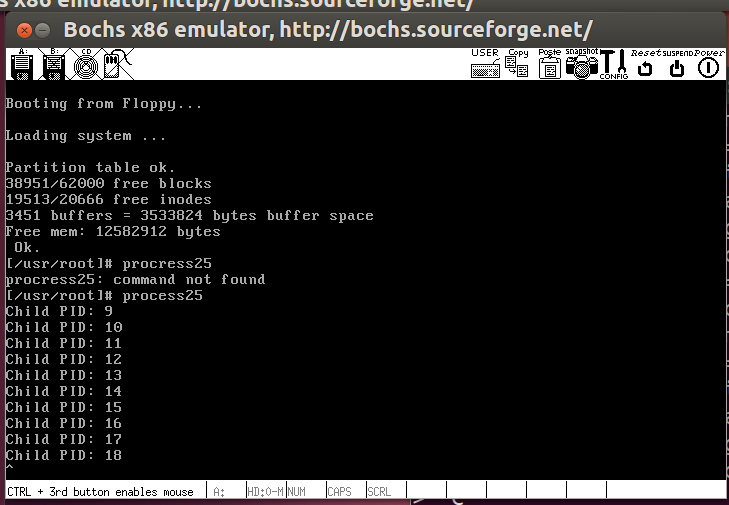 s x86 emulator, http://bochs.sourceforge.net/
Bochs x86 emulator, http://bochs.sourceforge.net/
A: B: CD USER Copy Paste snapshot CONFIG Reset SUSPEND Power
Booting from Floppy...
Loading system ...
Partition table ok.
38951/62000 free blocks
19513/20666 free inodes
3451 buffers = 3533824 bytes buffer space
Free mem: 12582912 bytes
Ok.
[/usr/root]# procress25
procress25: command not found
[/usr/root]# process25
Child PID: 9
Child PID: 10
Child PID: 11
Child PID: 12
Child PID: 13
Child PID: 14
Child PID: 15
Child PID: 16
Child PID: 17
Child PID: 18
^
CTRL + 3rd button enables mouse A: HD:0-M NUM CAPS SCRL